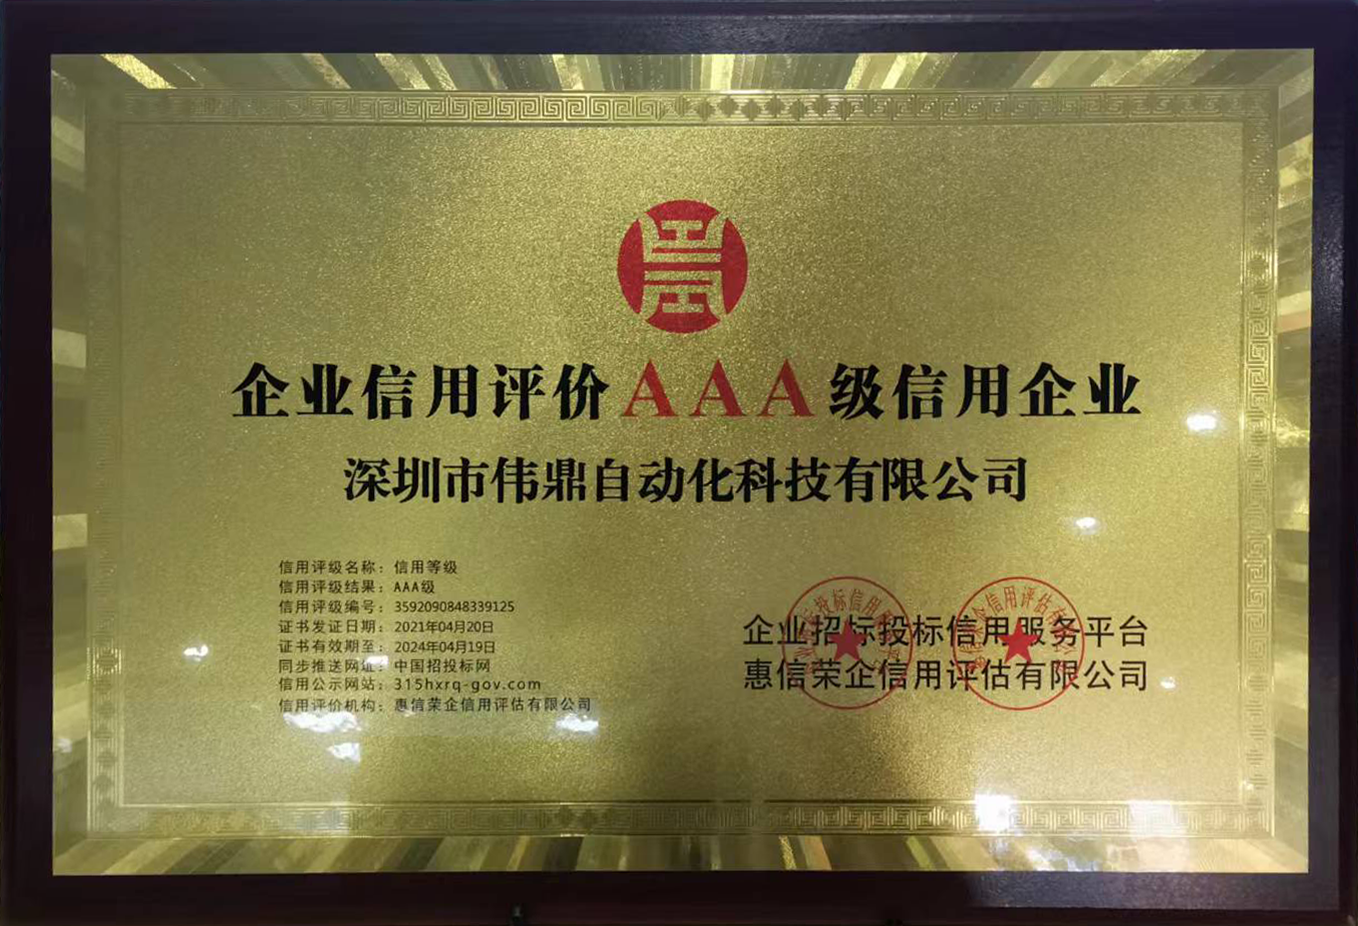 企业信用评价AAA级信用企业
深圳市伟鼎自动化科技有限公司
信用评级名称：信用等级
信用评级结果：AAA级
信用评级编号：3592090848339125
证书发证日期：2021年04月20日
证书有效期至：2024年04月19日
同步推送网址：中国招投标网
信用公示网站：315hxrq-gov.com
信用评价机构：惠信荣企信用评估有限公司
企业招标投标信用服务平台
惠信荣企信用评估有限公司